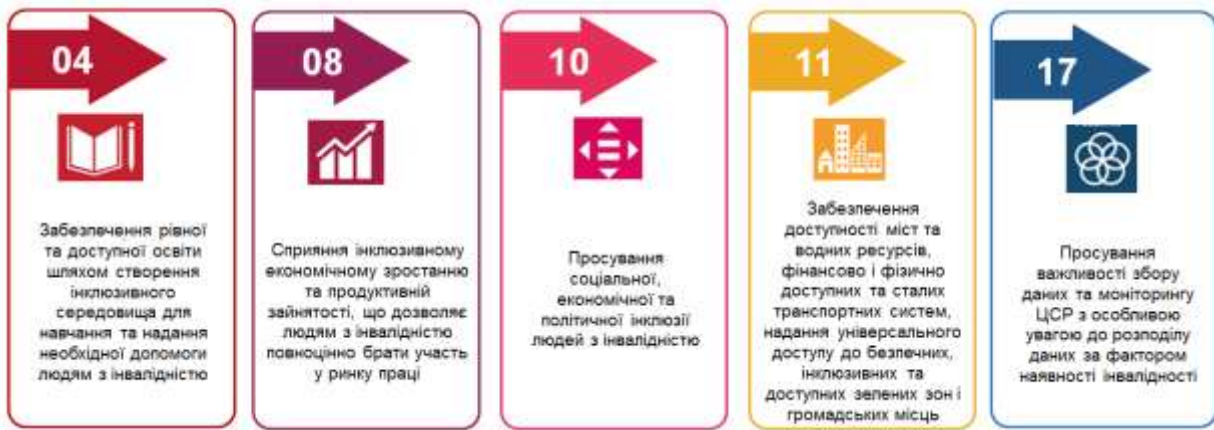 04
Забезпечення рівної
та доступної освіти
шляхом створення
інклюзивного
середовища для
навчання та надання
необхідної допомоги
людям з інвалідністю
08
Сприяння інклюзивному
економічному зростанню
та продуктивній
зайнятості, що дозволяє
людям з інвалідністю
повноцінно брати участь
у ринку праці
10
Просування
соціальної,
економічної та
політичної інклюзії
людей з інвалідністю
11
Забезпечення
доступності міст та
водних ресурсів,
фінансово і фізично
доступних та сталих
транспортних систем,
надання універсального
доступу до безпечних,
інклюзивних та
доступних зелених зон і
громадських місць
17
Просування
важливості збору
даних та моніторингу
ЦСР з особливою
увагою до розподілу
даних за фактором
наявності інвалідності